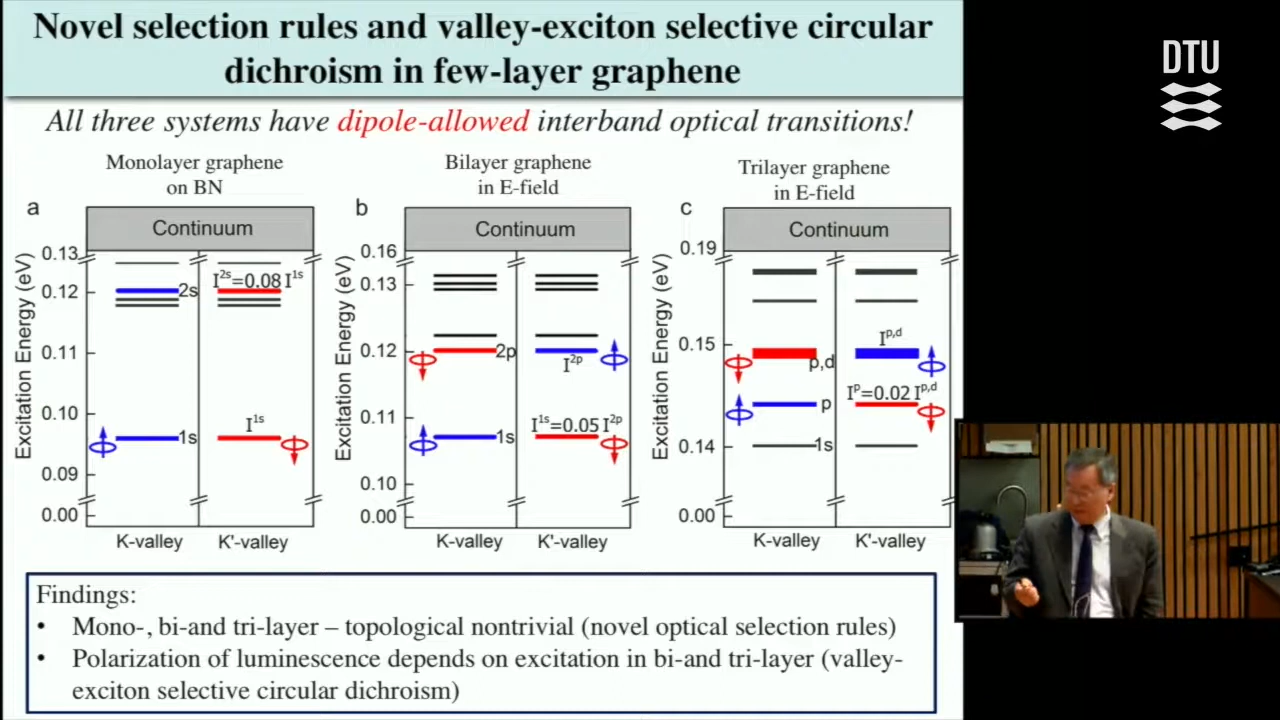 Novel selection rules and valley-exciton selective circular
dichroism in few-layer graphene
DTU
All three systems have dipole-allowed interband optical transitions!
Monolayer graphene
on BN
Bilayer graphene
in E-field
Trilayer graphene
in E-field
a
Continuum
0.13
0.12
0.11
0.10
0.09
0.00
Excitation Energy (eV)
2s
I2s=0.08 I1s
I1s
1s
K-valley
K'-valley
b
Continuum
0.16
0.13
0.12
0.11
0.10
0.00
Excitation Energy (eV)
2p
I2p
I1s=0.05 I2p
1s
K-valley
K'-valley
c
Continuum
0.19
0.15
0.14
0.00
Excitation Energy (eV)
Ip,d
p,d
Ip=0.02 Ip,d
p
1s
K-valley
K'-valley
Findings:
• Mono-, bi-and tri-layer – topological nontrivial (novel optical selection rules)
• Polarization of luminescence depends on excitation in bi-and tri-layer (valley-
exciton selective circular dichroism)